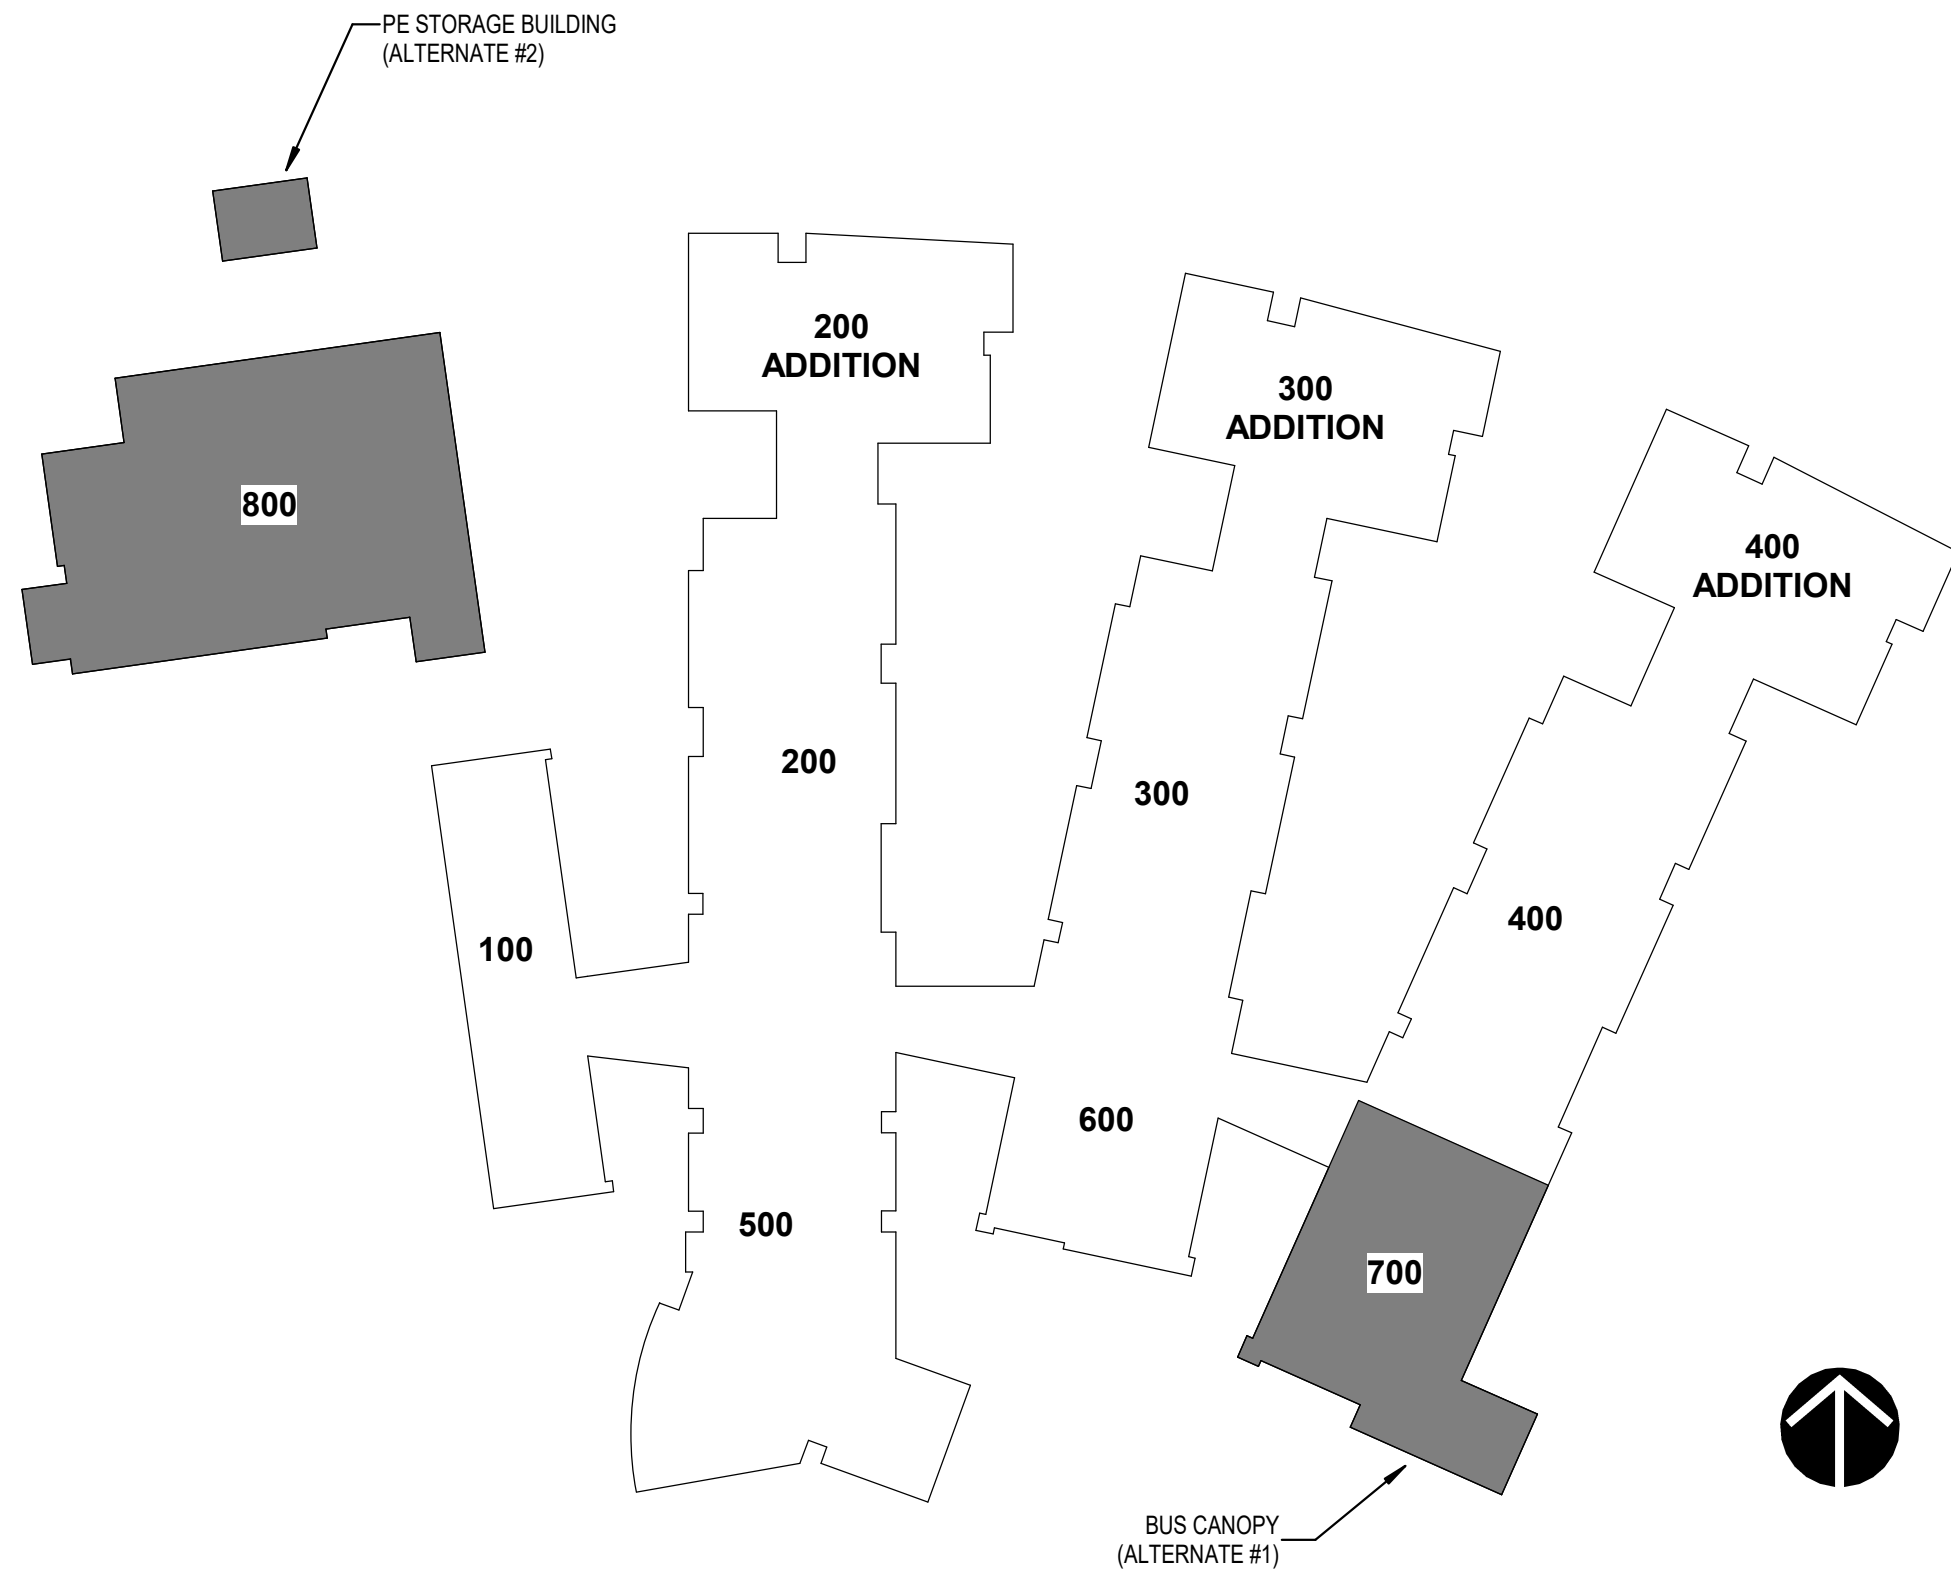 PE STORAGE BUILDING
(ALTERNATE #2)
200
ADDITION
300
ADDITION
800
400
ADDITION
200
300
400
100
600
500
700
BUS CANOPY
(ALTERNATE #1)